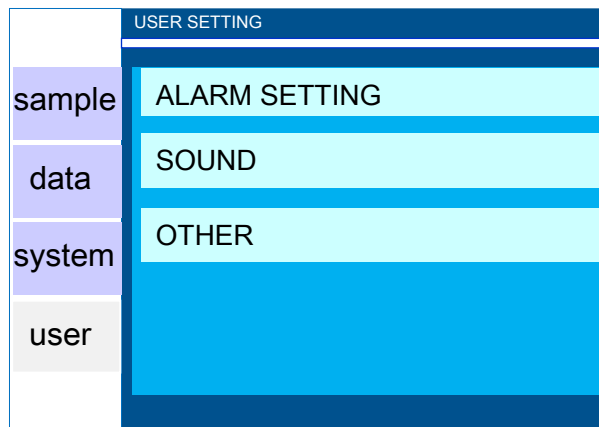 USER SETTING
sample
data
system
user
ALARM SETTING
SOUND
OTHER